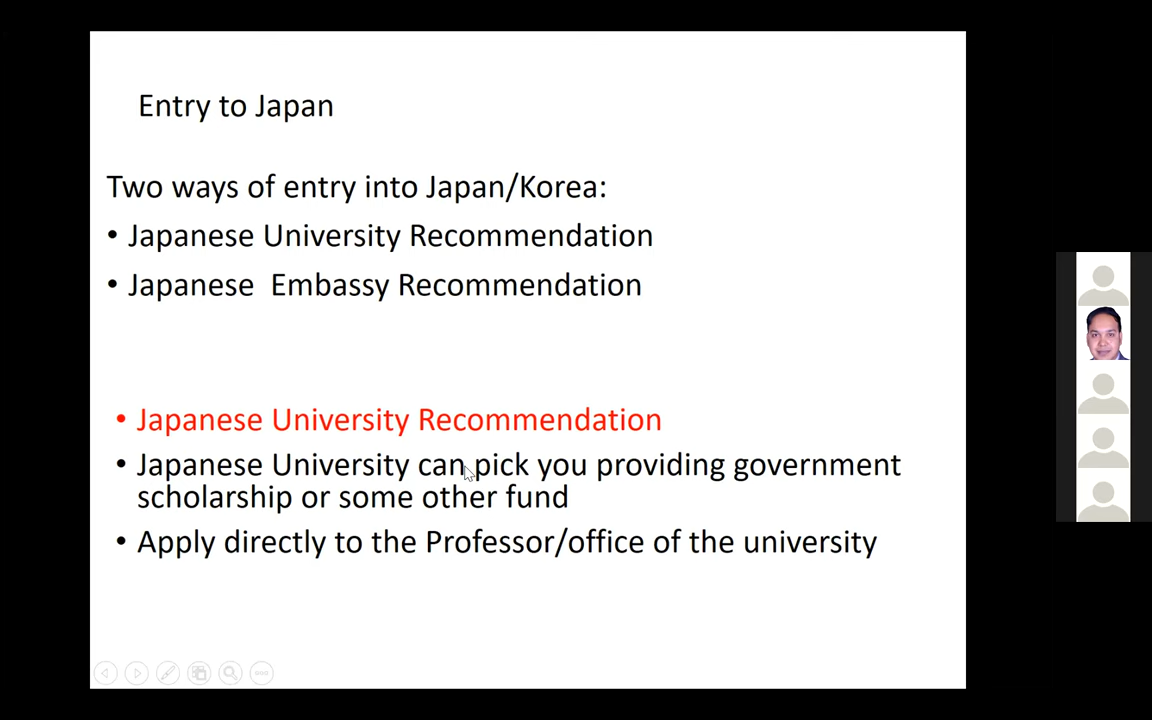 Entry to Japan
Two ways of entry into Japan/Korea:
• Japanese University Recommendation
• Japanese  Embassy Recommendation
• Japanese University Recommendation
• Japanese University can pick you providing government
scholarship or some other fund
• Apply directly to the Professor/office of the university